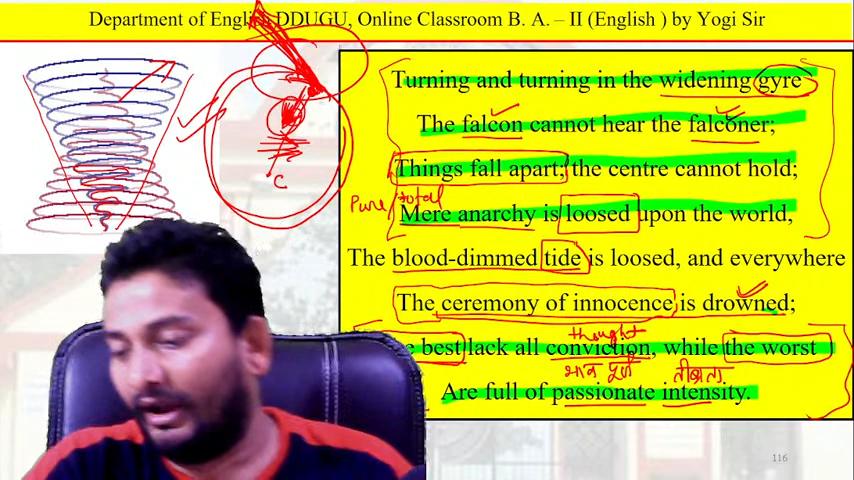 Department of English DDUGU, Online Classroom B. A. – II (English ) by Yogi Sir
Turning and turning in the widening gyre
The falcon cannot hear the falconer;
Things fall apart; the centre cannot hold;
Pure/total
Mere anarchy is loosed upon the world,
The blood-dimmed tide is loosed, and everywhere
The ceremony of innocence is drowned;
thought
best lack all conviction, while the worst
भाव पूर्ण तीव्रता
Are full of passionate intensity.
C
116